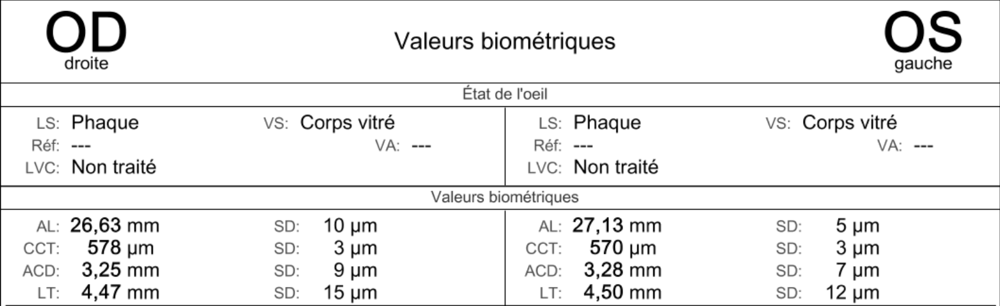 OD
droite
Valeurs biométriques
OS
gauche
État de l'oeil
LS: Phaque VS: Corps vitré
Réf: --- VA: ---
LVC: Non traité
LS: Phaque VS: Corps vitré
Réf: --- VA: ---
LVC: Non traité
Valeurs biométriques
AL: 26,63 mm SD: 10 µm
CCT: 578 µm SD: 3 µm
ACD: 3,25 mm SD: 9 µm
LT: 4,47 mm SD: 15 µm
AL: 27,13 mm SD: 5 µm
CCT: 570 µm SD: 3 µm
ACD: 3,28 mm SD: 7 µm
LT: 4,50 mm SD: 12 µm